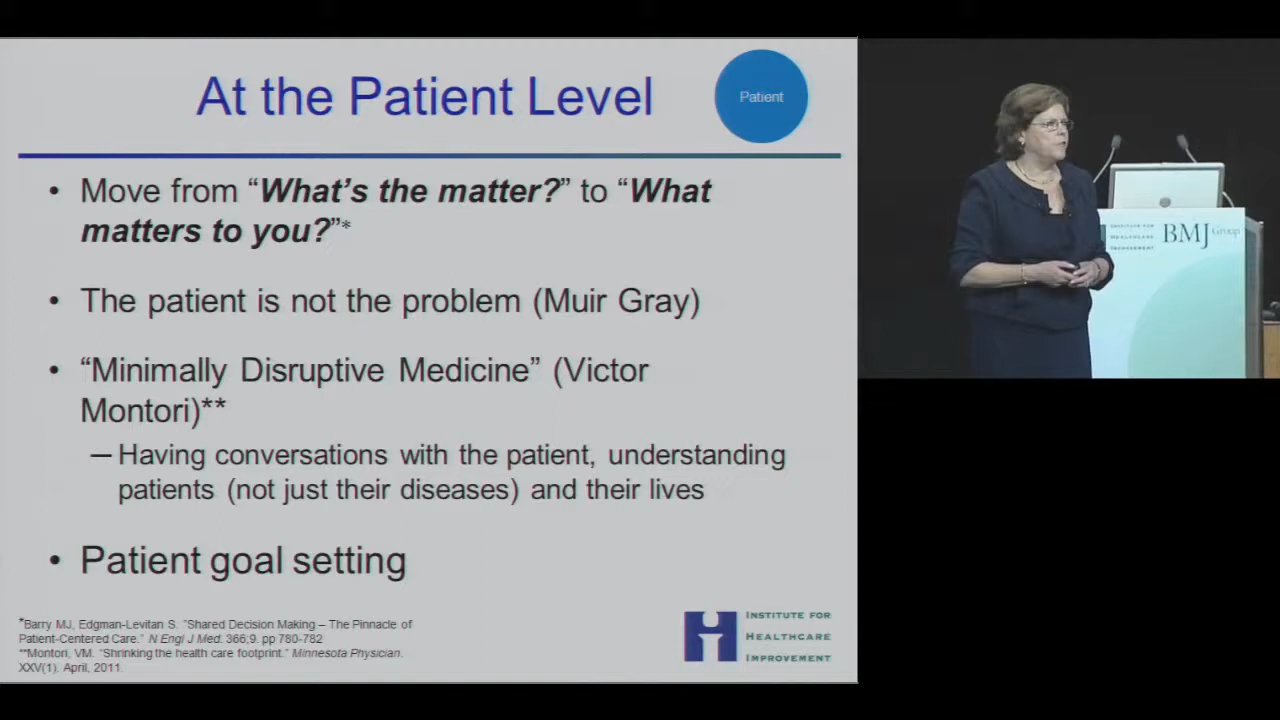 At the Patient Level
Patient
• Move from “What's the matter?” to “What
matters to you?”*
• The patient is not the problem (Muir Gray)
• “Minimally Disruptive Medicine” (Victor
Montori)**
— Having conversations with the patient, understanding
patients (not just their diseases) and their lives
• Patient goal setting
*Barry MJ, Edgman-Levitan S. “Shared Decision Making – The Pinnacle of
Patient-Centered Care.” N Engl J Med. 366;9. pp 780-782
**Montori, VM. “Shrinking the health care footprint.” Minnesota Physician.
XXV(1). April, 2011.
INSTITUTE FOR
HEALTHCARE
IMPROVEMENT
INSTITUTE FOR
HEALTHCARE
IMPROVEMENT
BMJ Group